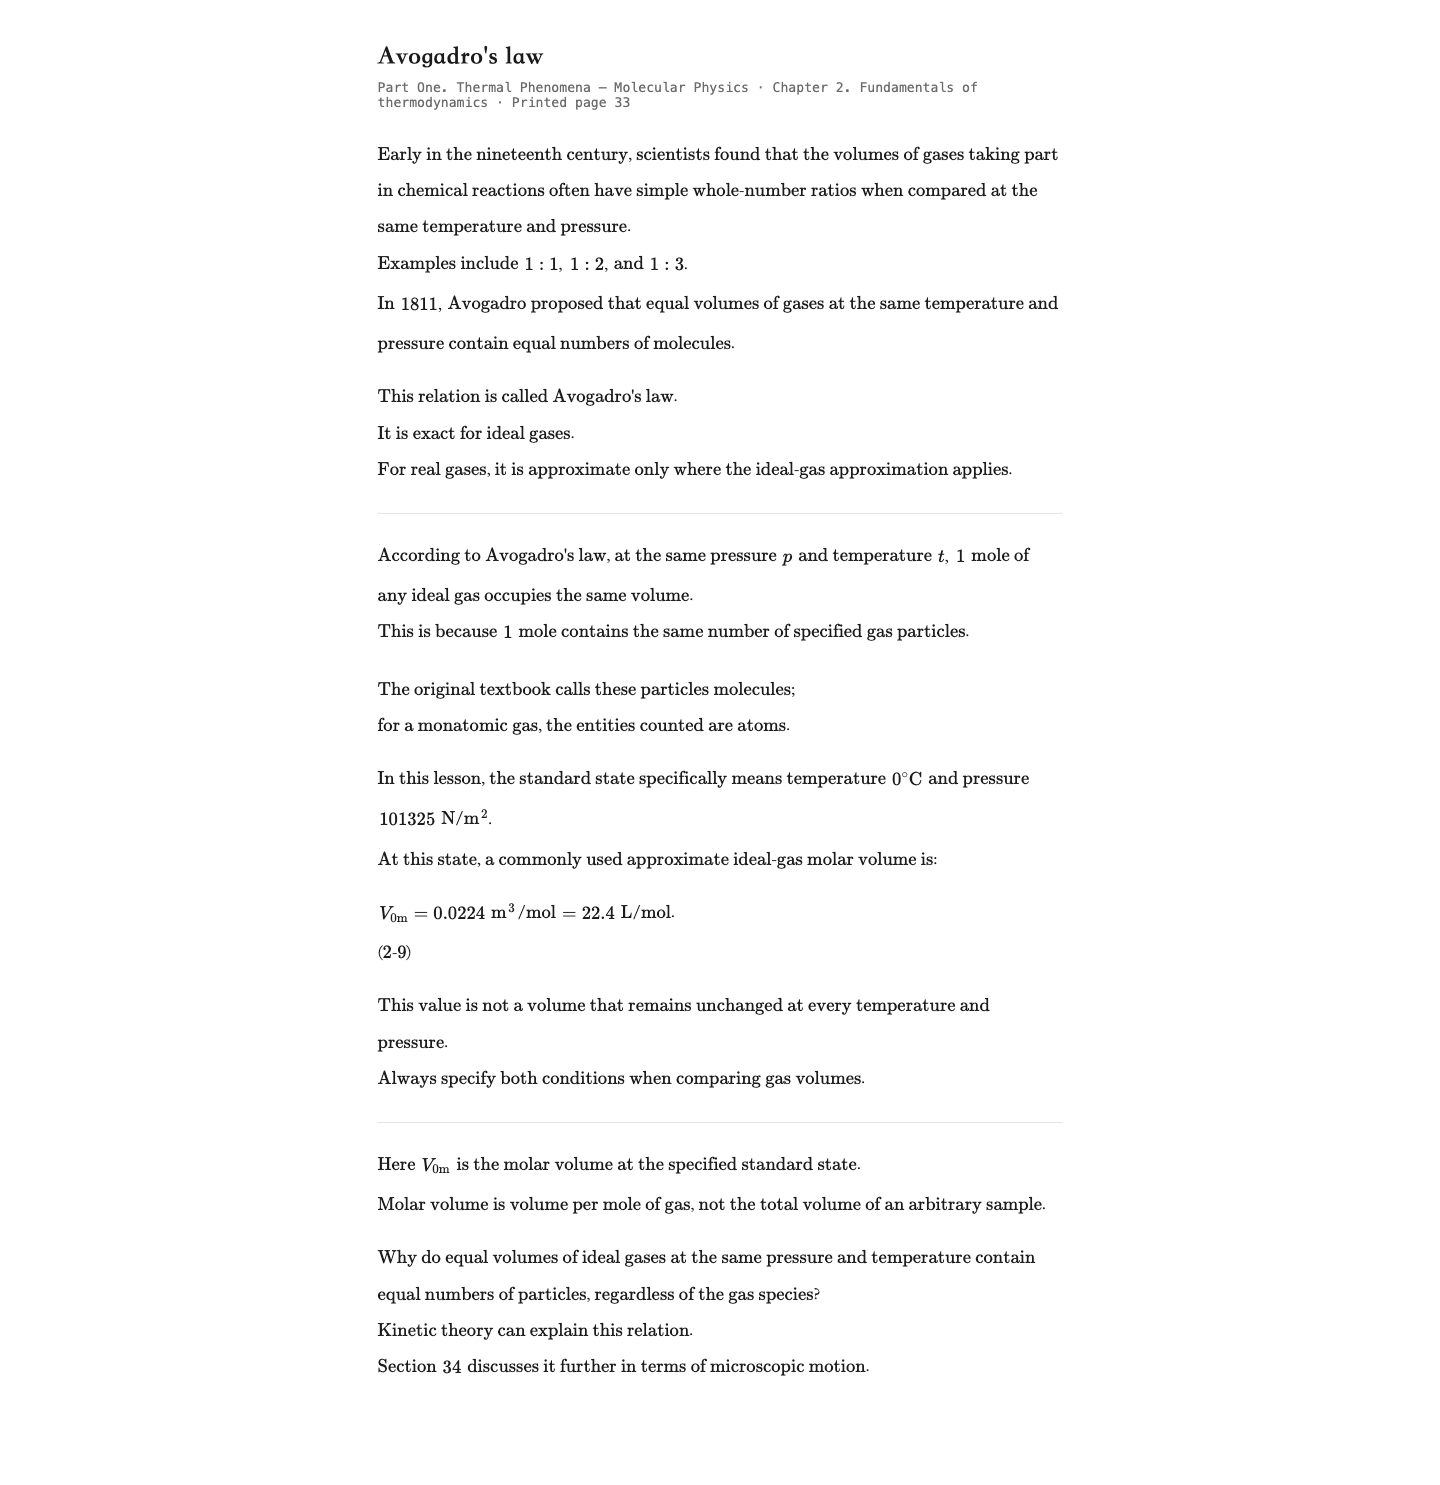 Avogadro's law
Part One. Thermal Phenomena — Molecular Physics · Chapter 2. Fundamentals of
thermodynamics · Printed page 33
Early in the nineteenth century, scientists found that the volumes of gases taking part
in chemical reactions often have simple whole-number ratios when compared at the
same temperature and pressure.
Examples include 1 : 1, 1 : 2, and 1 : 3.
In 1811, Avogadro proposed that equal volumes of gases at the same temperature and
pressure contain equal numbers of molecules.
This relation is called Avogadro's law.
It is exact for ideal gases.
For real gases, it is approximate only where the ideal-gas approximation applies.
According to Avogadro's law, at the same pressure p and temperature t, 1 mole of
any ideal gas occupies the same volume.
This is because 1 mole contains the same number of specified gas particles.
The original textbook calls these particles molecules;
for a monatomic gas, the entities counted are atoms.
In this lesson, the standard state specifically means temperature 0°C and pressure
101325 N/m².
At this state, a commonly used approximate ideal-gas molar volume is:
V₀ₘ = 0.0224 m³/mol = 22.4 L/mol.
(2-9)
This value is not a volume that remains unchanged at every temperature and
pressure.
Always specify both conditions when comparing gas volumes.
Here V₀ₘ is the molar volume at the specified standard state.
Molar volume is volume per mole of gas, not the total volume of an arbitrary sample.
Why do equal volumes of ideal gases at the same pressure and temperature contain
equal numbers of particles, regardless of the gas species?
Kinetic theory can explain this relation.
Section 34 discusses it further in terms of microscopic motion.